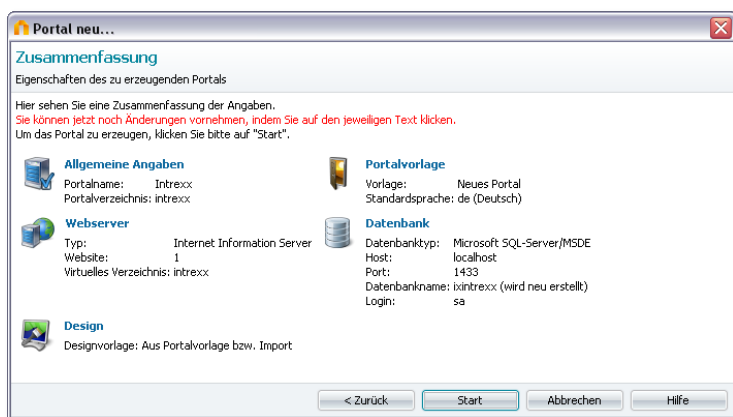 Portal neu...
Zusammenfassung
Eigenschaften des zu erzeugenden Portals
Hier sehen Sie eine Zusammenfassung der Angaben.
Sie können jetzt noch Änderungen vornehmen, indem Sie auf den jeweiligen Text klicken.
Um das Portal zu erzeugen, klicken Sie bitte auf "Start".
Allgemeine Angaben
Portalname: Intrexx
Portalverzeichnis: intrexx
Portalvorlage
Vorlage: Neues Portal
Standardsprache: de (Deutsch)
Webserver
Typ: Internet Information Server
Website: 1
Virtuelles Verzeichnis: intrexx
Datenbank
Datenbanktyp: Microsoft SQL-Server/MSDE
Host: localhost
Port: 1433
Datenbankname: ixintrexx (wird neu erstellt)
Login: sa
Design
Designvorlage: Aus Portalvorlage bzw. Import
< Zurück
Start
Abbrechen
Hilfe